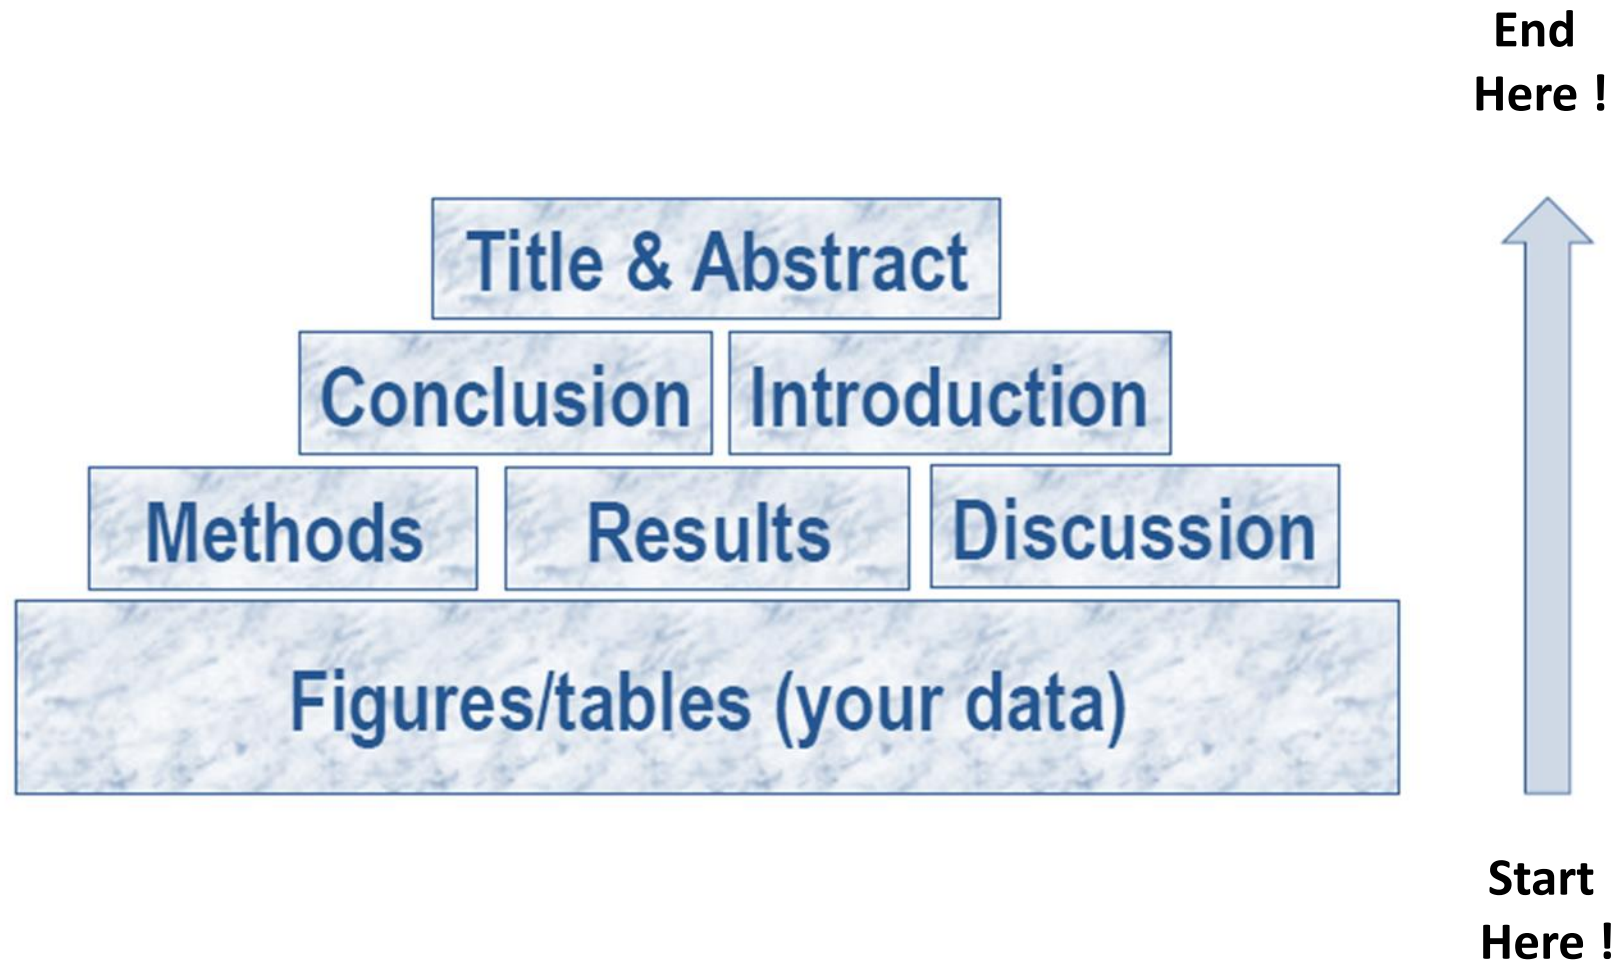 End
Here !
Title & Abstract
Conclusion
Introduction
Methods
Results
Discussion
Figures/tables (your data)
Start
Here !